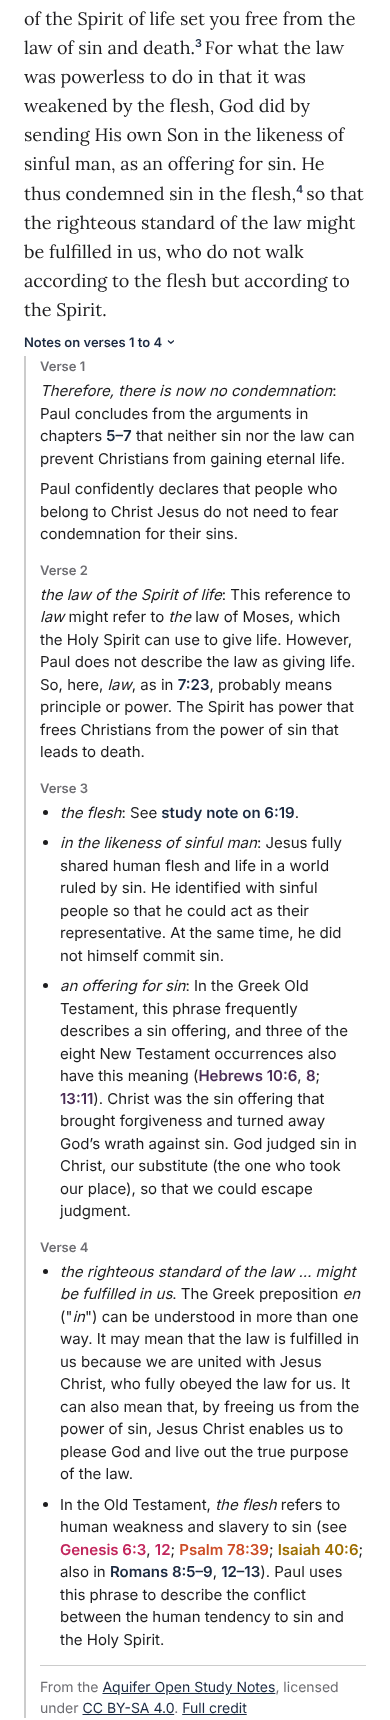 of the Spirit of life set you free from the
law of sin and death.³ For what the law
was powerless to do in that it was
weakened by the flesh, God did by
sending His own Son in the likeness of
sinful man, as an offering for sin. He
thus condemned sin in the flesh,⁴ so that
the righteous standard of the law might
be fulfilled in us, who do not walk
according to the flesh but according to
the Spirit.
Notes on verses 1 to 4
Verse 1
Therefore, there is now no condemnation:
Paul concludes from the arguments in
chapters 5–7 that neither sin nor the law can
prevent Christians from gaining eternal life.
Paul confidently declares that people who
belong to Christ Jesus do not need to fear
condemnation for their sins.
Verse 2
the law of the Spirit of life: This reference to
law might refer to the law of Moses, which
the Holy Spirit can use to give life. However,
Paul does not describe the law as giving life.
So, here, law, as in 7:23, probably means
principle or power. The Spirit has power that
frees Christians from the power of sin that
leads to death.
Verse 3
• the flesh: See study note on 6:19.
• in the likeness of sinful man: Jesus fully
shared human flesh and life in a world
ruled by sin. He identified with sinful
people so that he could act as their
representative. At the same time, he did
not himself commit sin.
• an offering for sin: In the Greek Old
Testament, this phrase frequently
describes a sin offering, and three of the
eight New Testament occurrences also
have this meaning (Hebrews 10:6, 8;
13:11). Christ was the sin offering that
brought forgiveness and turned away
God’s wrath against sin. God judged sin in
Christ, our substitute (the one who took
our place), so that we could escape
judgment.
Verse 4
• the righteous standard of the law … might
be fulfilled in us. The Greek preposition en
("in") can be understood in more than one
way. It may mean that the law is fulfilled in
us because we are united with Jesus
Christ, who fully obeyed the law for us. It
can also mean that, by freeing us from the
power of sin, Jesus Christ enables us to
please God and live out the true purpose
of the law.
• In the Old Testament, the flesh refers to
human weakness and slavery to sin (see
Genesis 6:3, 12; Psalm 78:39; Isaiah 40:6;
also in Romans 8:5–9, 12–13). Paul uses
this phrase to describe the conflict
between the human tendency to sin and
the Holy Spirit.
From the Aquifer Open Study Notes, licensed
under CC BY-SA 4.0. Full credit